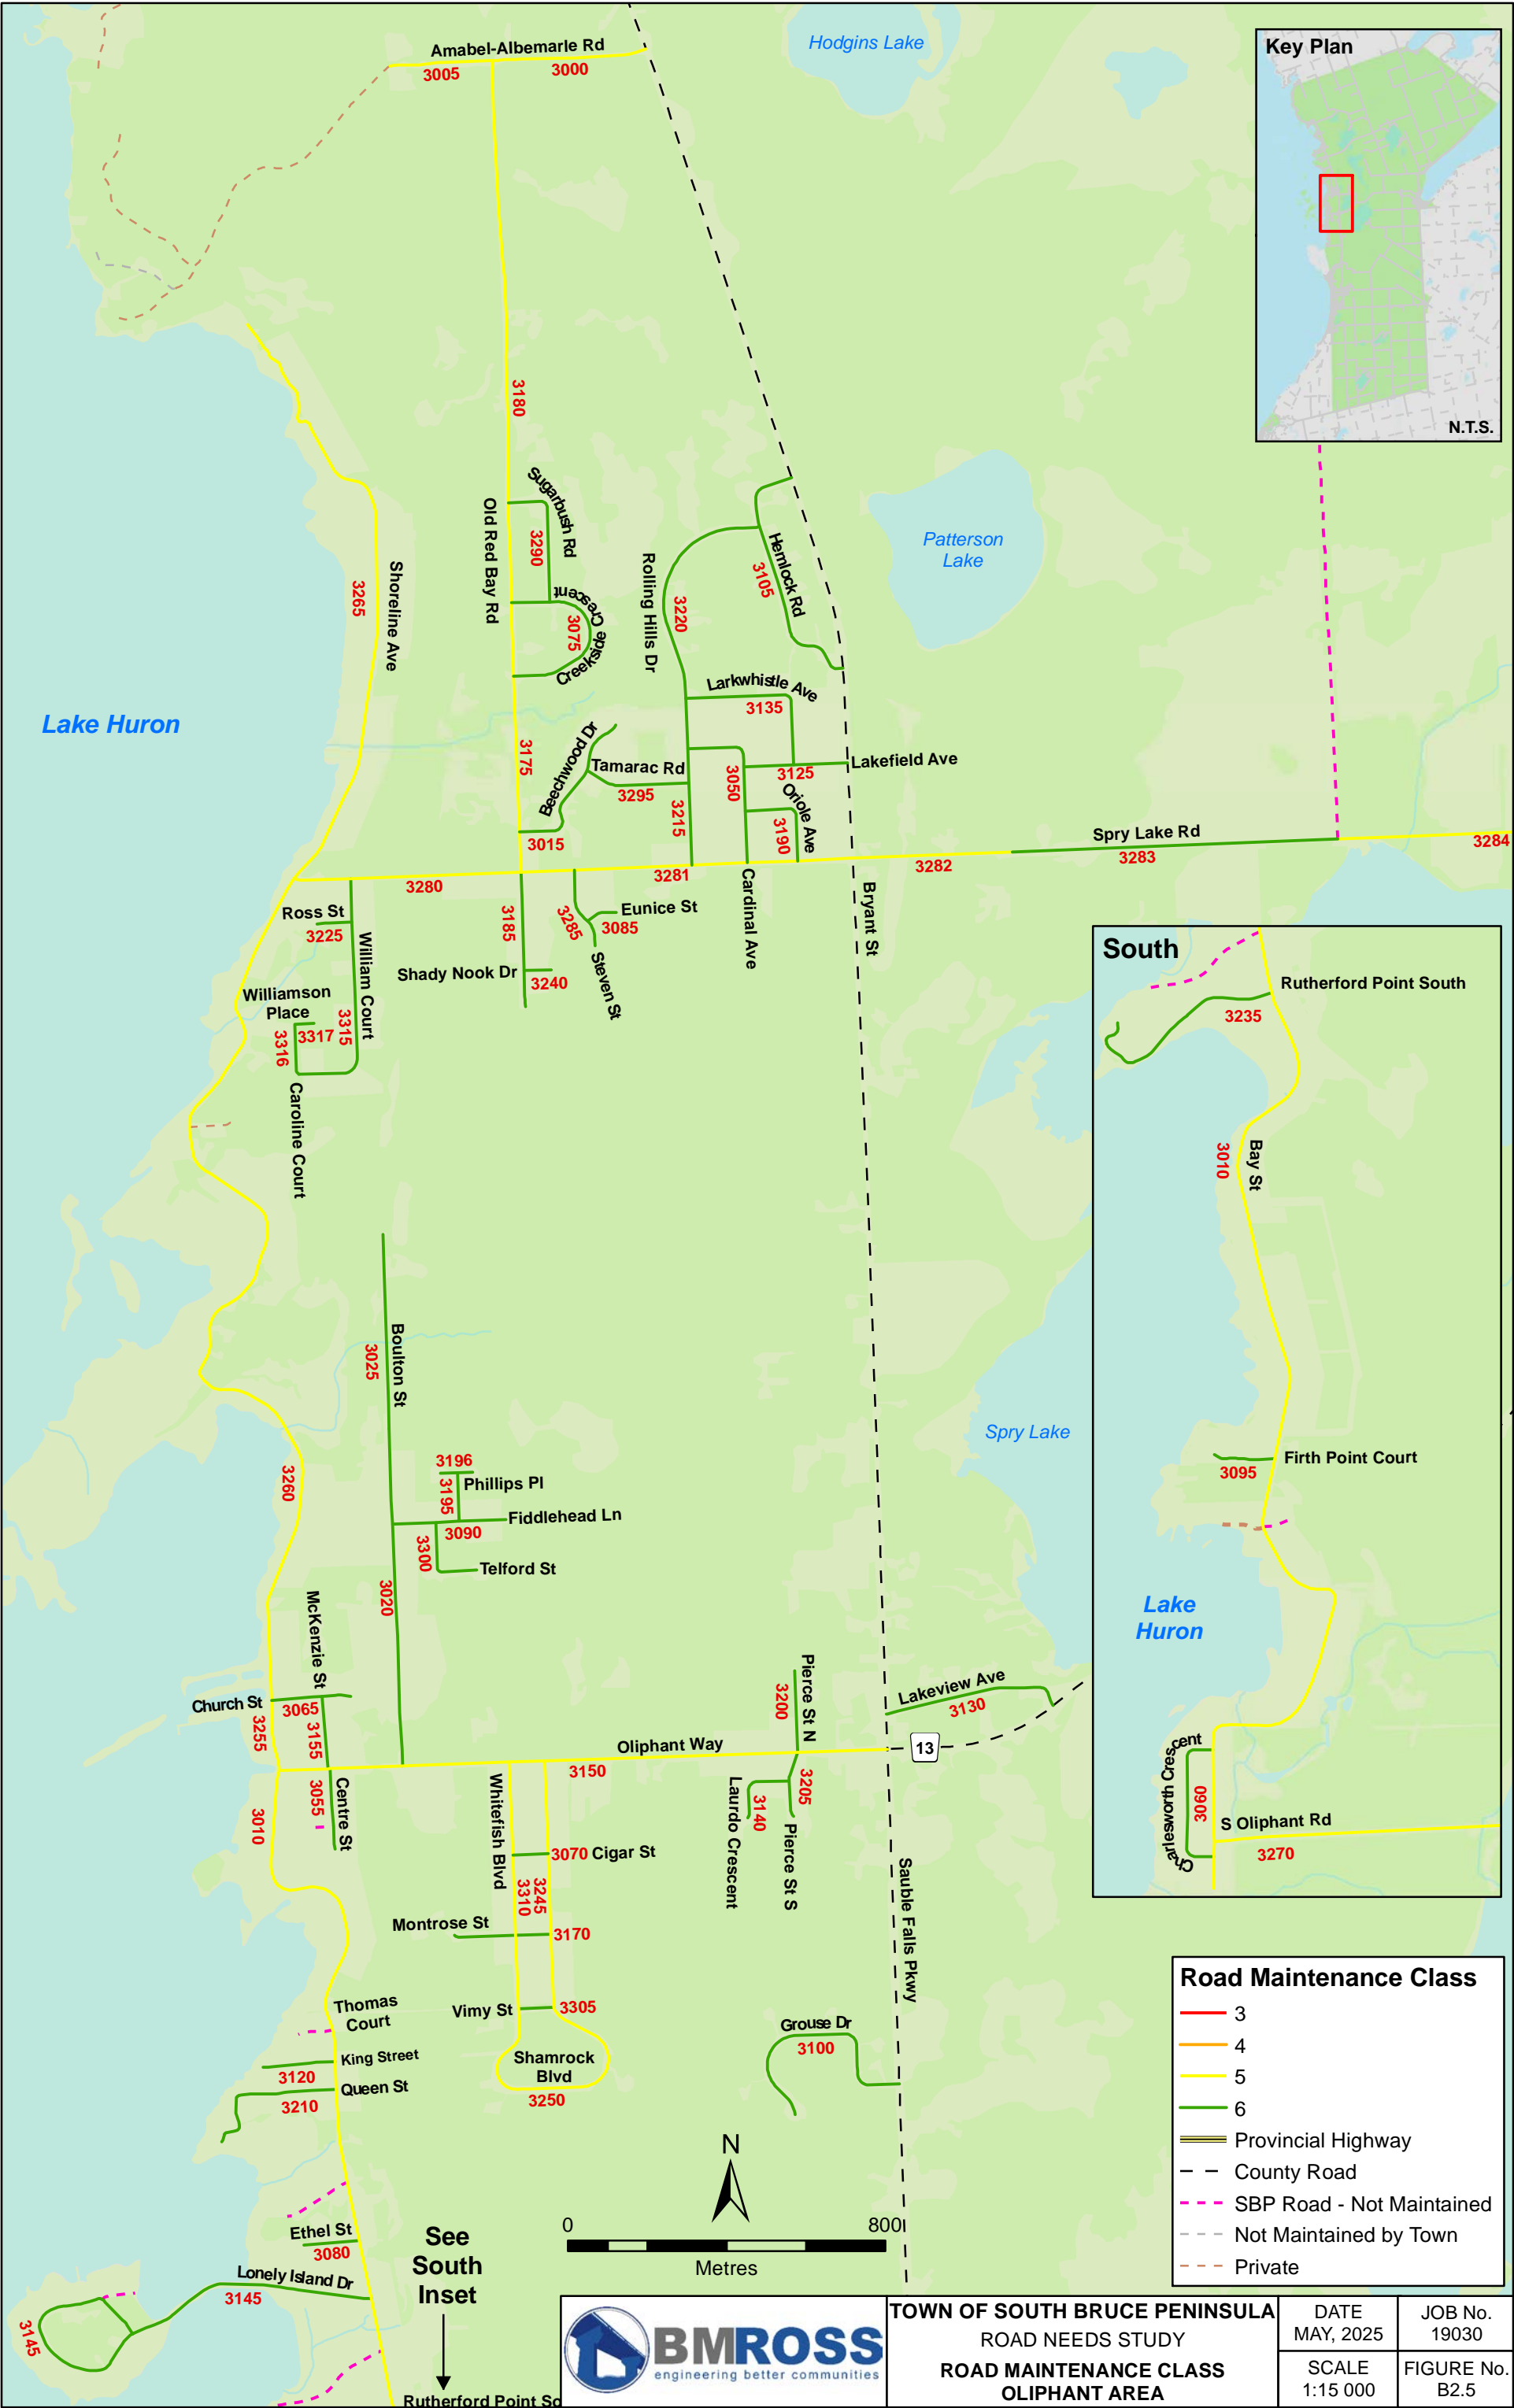 Amabel-Albemarle Rd
3005
3000
Hodgins Lake
Key Plan
N.T.S.
3180
Sugarbush Rd
3290
Old Red Bay Rd
Creekside Crescent
3075
Shoreline Ave
3265
Rolling Hills Dr
3220
Hemlock Rd
3105
Patterson
Lake
Lake Huron
Larkwhistle Ave
3135
3175
Beechwood Dr
Tamarac Rd
3295
3215
3050
3125
Lakefield Ave
Oriole Ave
3190
3015
Spry Lake Rd
3280
3281
3282
3283
3284
Ross St
3225
William Court
3185
3285
Eunice St
3085
Cardinal Ave
Bryant St
Shady Nook Dr
3240
Steven St
Williamson
Place
3316
3317
3315
Caroline Court
South
Rutherford Point South
3235
3010
Bay St
Firth Point Court
3095
Lake
Huron
Charlesworth Crescent
3060
S Oliphant Rd
3270
3025
Boulton St
Spry Lake
3260
3196
Phillips Pl
3195
Fiddlehead Ln
3090
3300
Telford St
3020
McKenzie St
Church St
3065
3255
3155
Pierce St N
3200
Lakeview Ave
3130
Oliphant Way
3150
13
3010
3055
Centre St
Whitefish Blvd
3205
3140
Laurdo Crescent
Pierce St S
3070 Cigar St
3310
3245
Montrose St
3170
Sauble Falls Pkwy
Thomas
Court
Vimy St
3305
King Street
3120
Queen St
3210
Shamrock
Blvd
3250
Grouse Dr
3100
Ethel St
3080
Lonely Island Dr
3145
3145
See
South
Inset
Rutherford Point So
N
0
800
Metres
Road Maintenance Class
3
4
5
6
Provincial Highway
County Road
SBP Road - Not Maintained
Not Maintained by Town
Private
BMROSS
engineering better communities
TOWN OF SOUTH BRUCE PENINSULA
ROAD NEEDS STUDY
ROAD MAINTENANCE CLASS
OLIPHANT AREA
DATE
MAY, 2025
JOB No.
19030
SCALE
1:15 000
FIGURE No.
B2.5